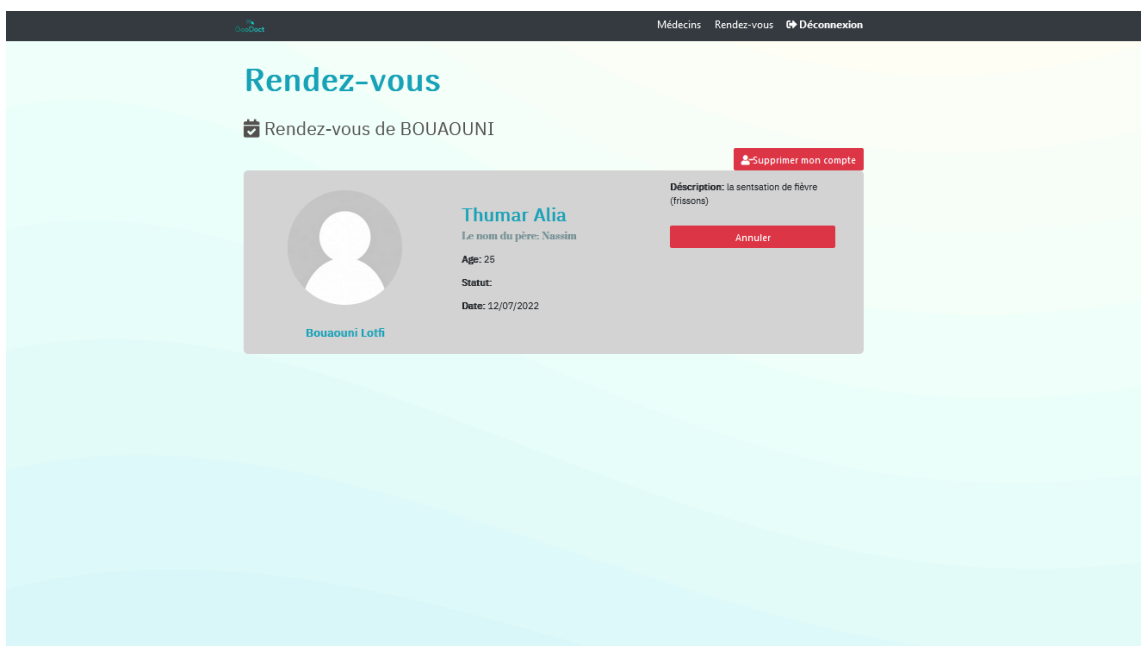 GooDoct
Médecins Rendez-vous Déconnexion
Rendez-vous
Rendez-vous de BOUAOUNI
Supprimer mon compte
Bouaouni Lotfi
Thumar Alia
Le nom du père: Nassim
Age: 25
Statut:
Date: 12/07/2022
Déscription: la sentsation de fièvre
(frissons)
Annuler